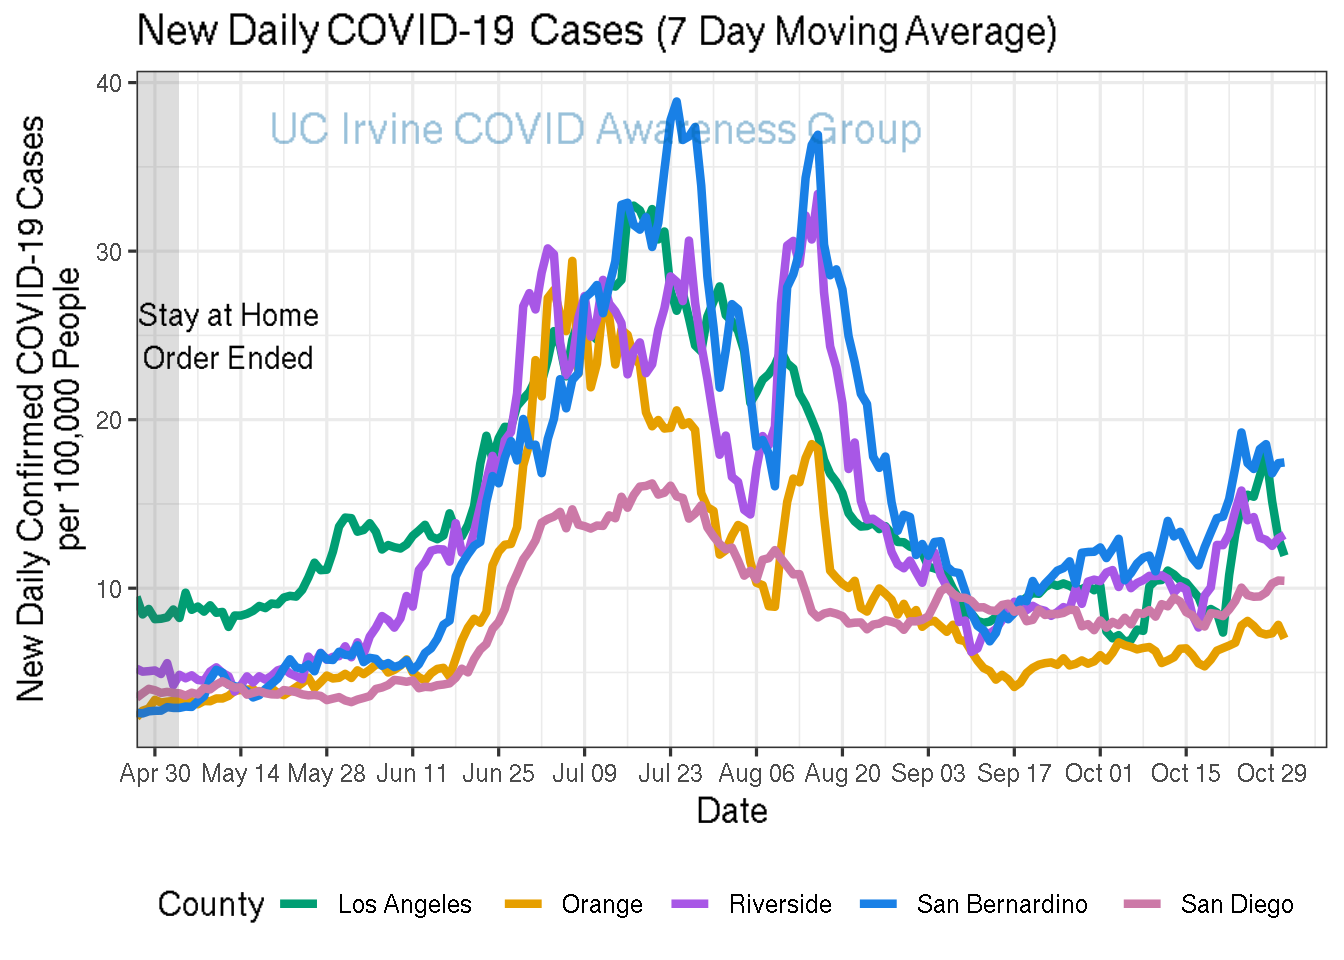 New Daily COVID-19 Cases (7 Day Moving Average)
UC Irvine COVID Awareness Group
Stay at Home
Order Ended
New Daily Confirmed COVID-19 Cases
per 100,000 People
40
30
20
10
Apr 30 May 14 May 28 Jun 11 Jun 25 Jul 09 Jul 23 Aug 06 Aug 20 Sep 03 Sep 17 Oct 01 Oct 15 Oct 29
Date
County Los Angeles Orange Riverside San Bernardino San Diego